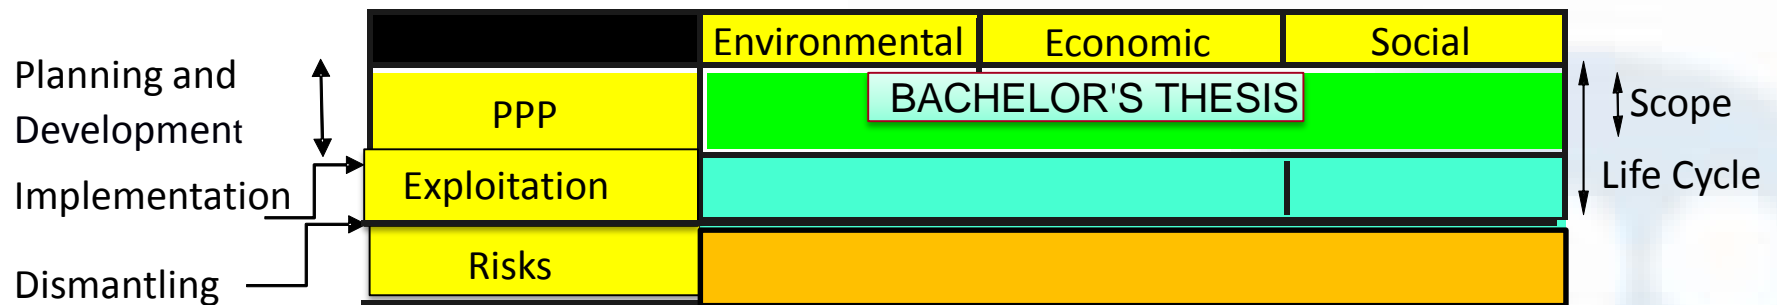 Environmental
Economic
Social
Planning and
Development
PPP
BACHELOR'S THESIS
Scope
Implementation
Exploitation
Life Cycle
Dismantling
Risks